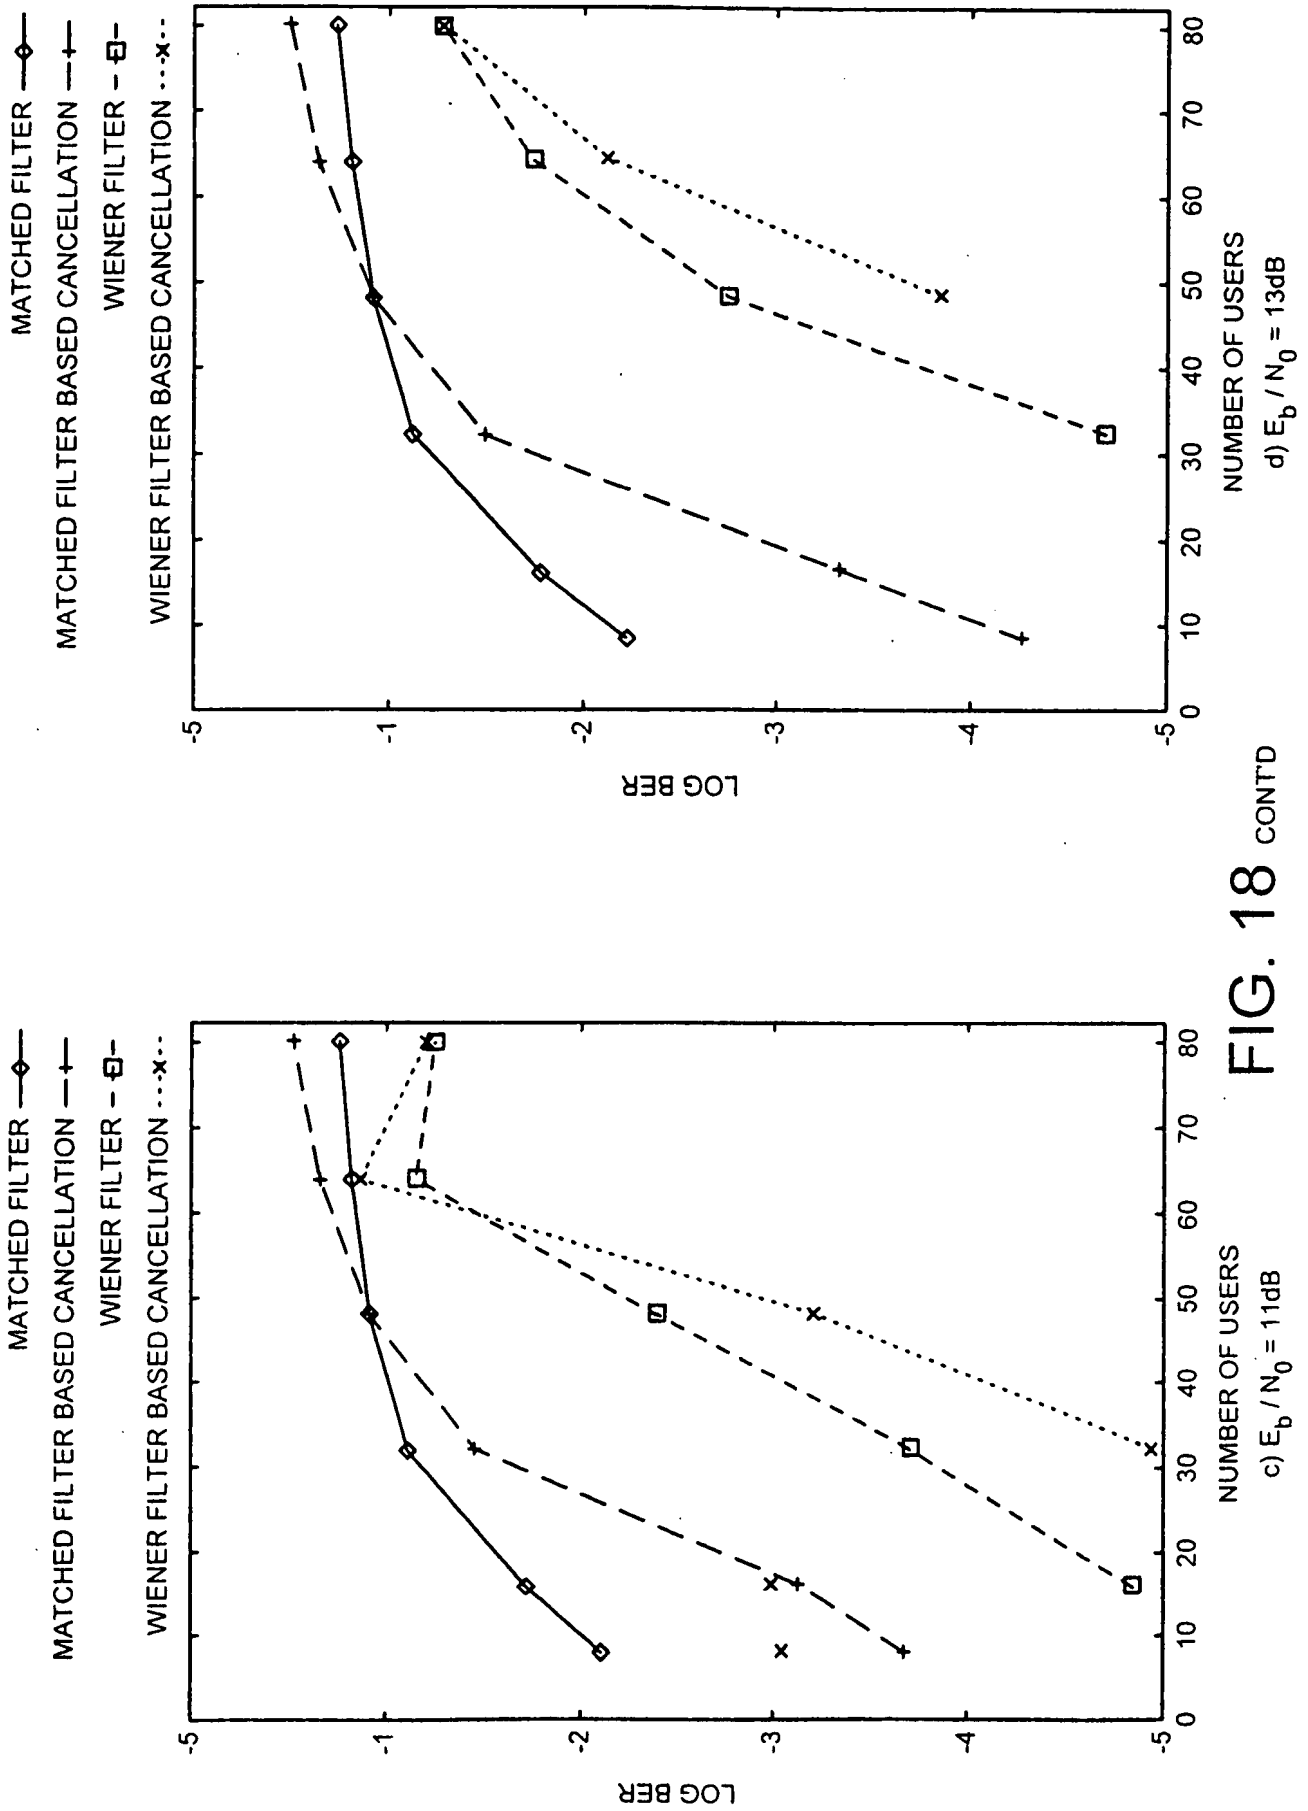 MATCHED FILTER
MATCHED FILTER BASED CANCELLATION
WIENER FILTER
WIENER FILTER BASED CANCELLATION
LOG BER
-5
-1
-2
-3
-4
-5
0
10
20
30
40
50
60
70
80
NUMBER OF USERS
c) E_b / N_0 = 11dB
MATCHED FILTER
MATCHED FILTER BASED CANCELLATION
WIENER FILTER
WIENER FILTER BASED CANCELLATION
LOG BER
-5
-1
-2
-3
-4
-5
0
10
20
30
40
50
60
70
80
NUMBER OF USERS
d) E_b / N_0 = 13dB
FIG. 18 CONT'D